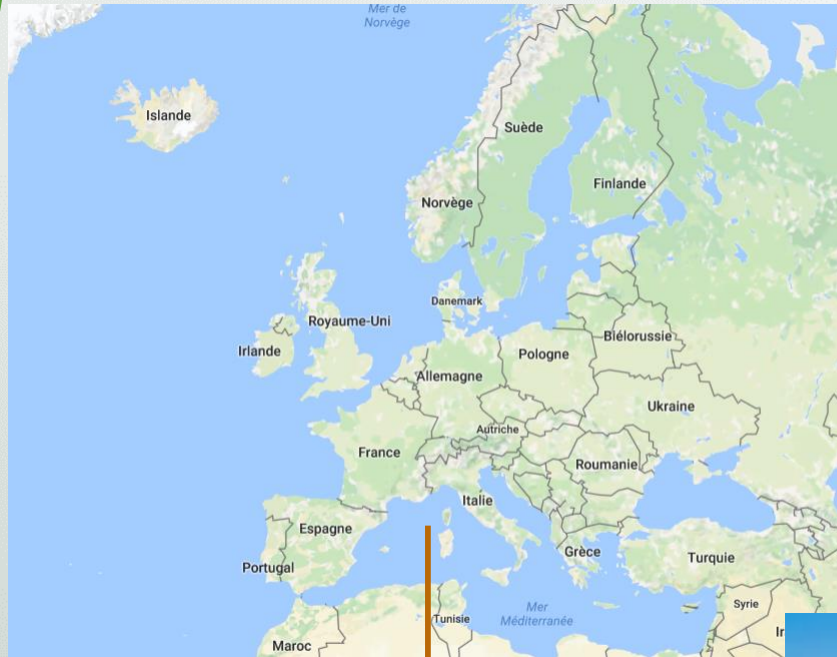 Mer de
Norvège
Islande
Suède
Finlande
Norvège
Danemark
Royaume-Uni
Irlande
Biélorussie
Pologne
Allemagne
Ukraine
Autriche
France
Roumanie
Italie
Espagne
Grèce
Turquie
Portugal
Syrie
Mer
Méditerranée
Tunisie
Ir
Maroc